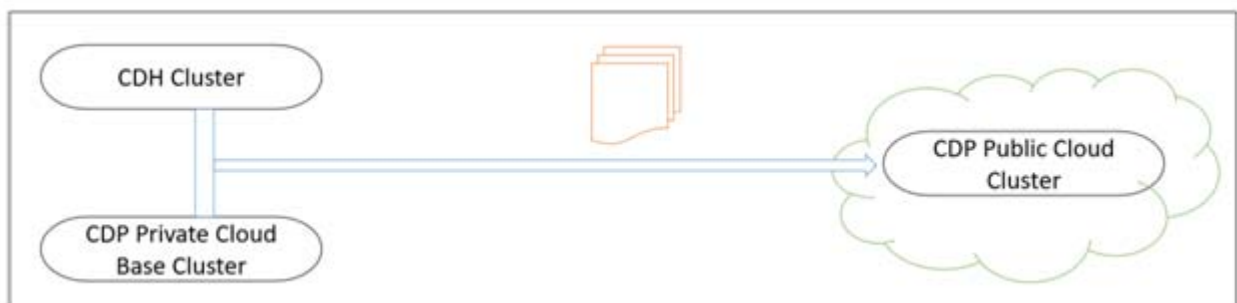 CDH Cluster
CDP Public Cloud
Cluster
CDP Private Cloud
Base Cluster